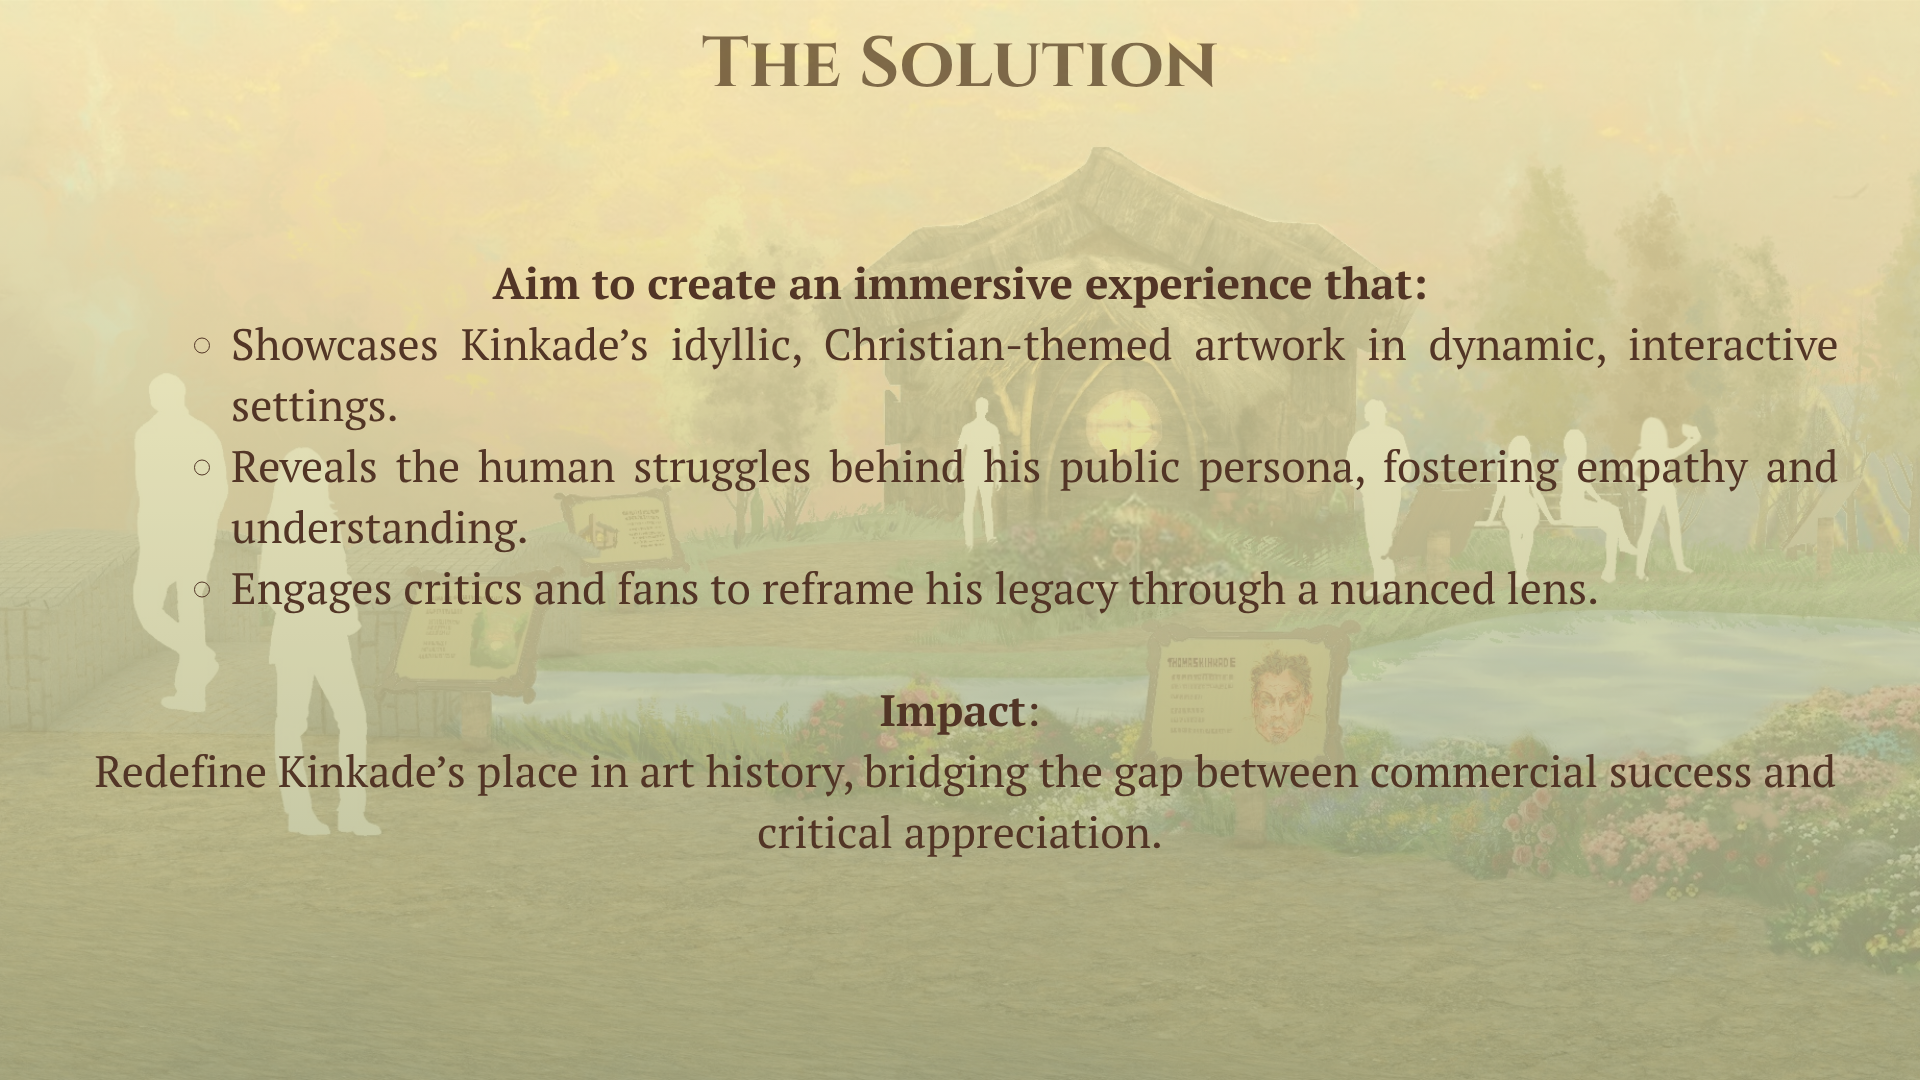 The Solution
Aim to create an immersive experience that:
Showcases Kinkade’s idyllic, Christian-themed artwork in dynamic, interactive
settings.
Reveals the human struggles behind his public persona, fostering empathy and
understanding.
Engages critics and fans to reframe his legacy through a nuanced lens.
THOMAS KINKADE
Impact:
Redefine Kinkade’s place in art history, bridging the gap between commercial success and
critical appreciation.